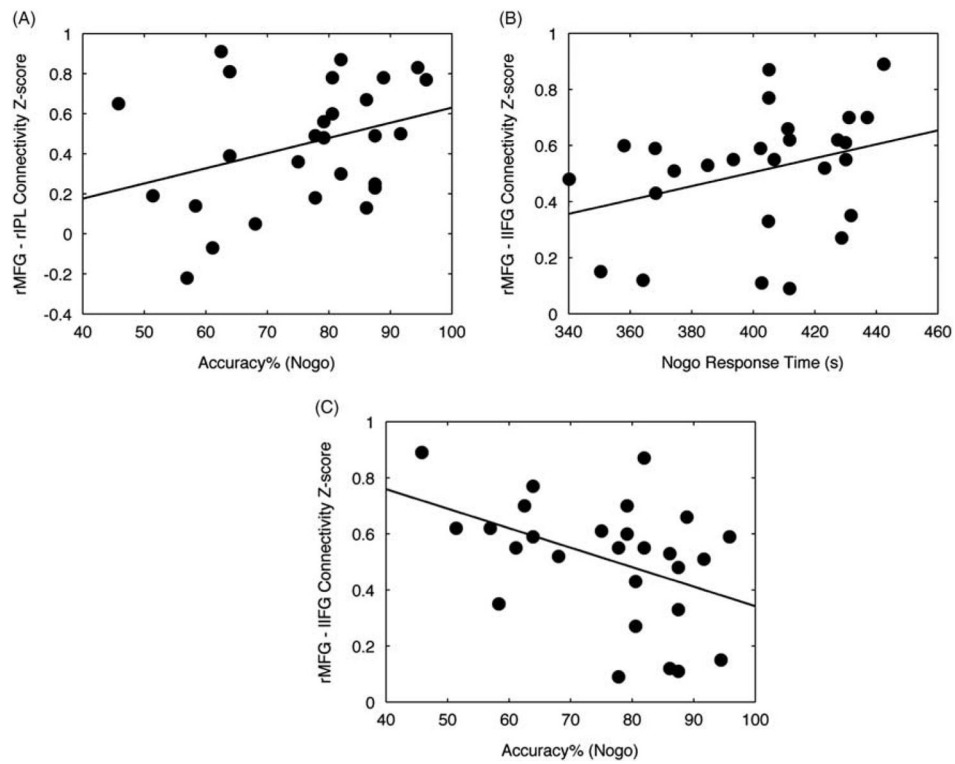 (A)
rMFG - rIPL Connectivity Z-score
1
0.8
0.6
0.4
0.2
0
-0.2
-0.4
40 50 60 70 80 90 100
Accuracy% (Nogo)
(B)
rMFG - lIFG Connectivity Z-score
1
0.8
0.6
0.4
0.2
0
340 360 380 400 420 440 460
Nogo Response Time (s)
(C)
rMFG - lIFG Connectivity Z-score
1
0.8
0.6
0.4
0.2
0
40 50 60 70 80 90 100
Accuracy% (Nogo)